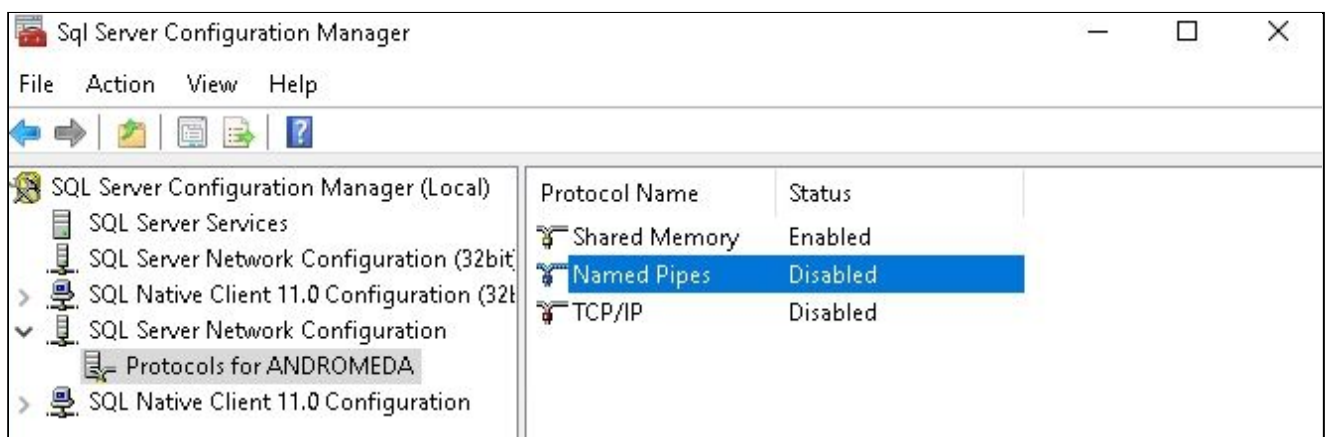 Sql Server Configuration Manager
File Action View Help
SQL Server Configuration Manager (Local)
SQL Server Services
SQL Server Network Configuration (32bit
SQL Native Client 11.0 Configuration (32b
SQL Server Network Configuration
Protocols for ANDROMEDA
SQL Native Client 11.0 Configuration
Protocol Name Status
Shared Memory Enabled
Named Pipes Disabled
TCP/IP Disabled